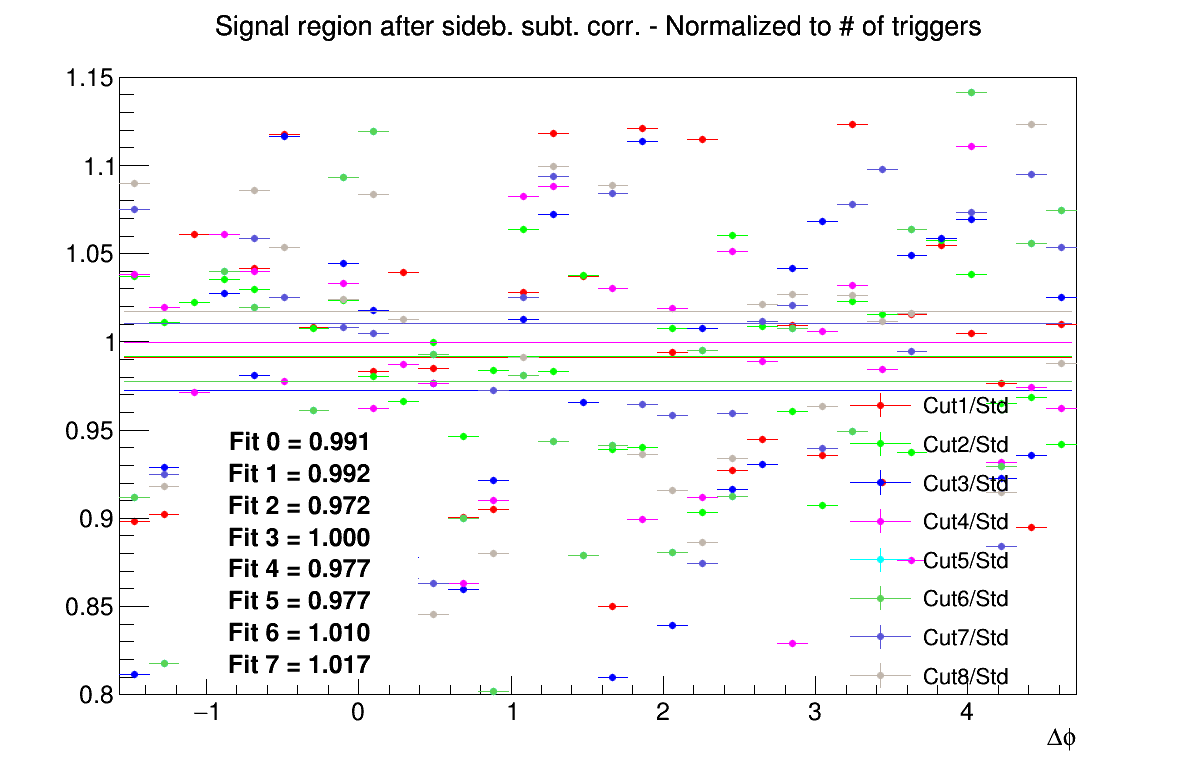 Signal region after sideb. subt. corr. - Normalized to # of triggers
1.15
1.1
1.05
1
0.95
0.9
0.85
0.8
Fit 0 = 0.991
Fit 1 = 0.992
Fit 2 = 0.972
Fit 3 = 1.000
Fit 4 = 0.977
Fit 5 = 0.977
Fit 6 = 1.010
Fit 7 = 1.017
Cut1/Std
Cut2/Std
Cut3/Std
Cut4/Std
Cut5/Std
Cut6/Std
Cut7/Std
Cut8/Std
−1 0 1 2 3 4
Δϕ